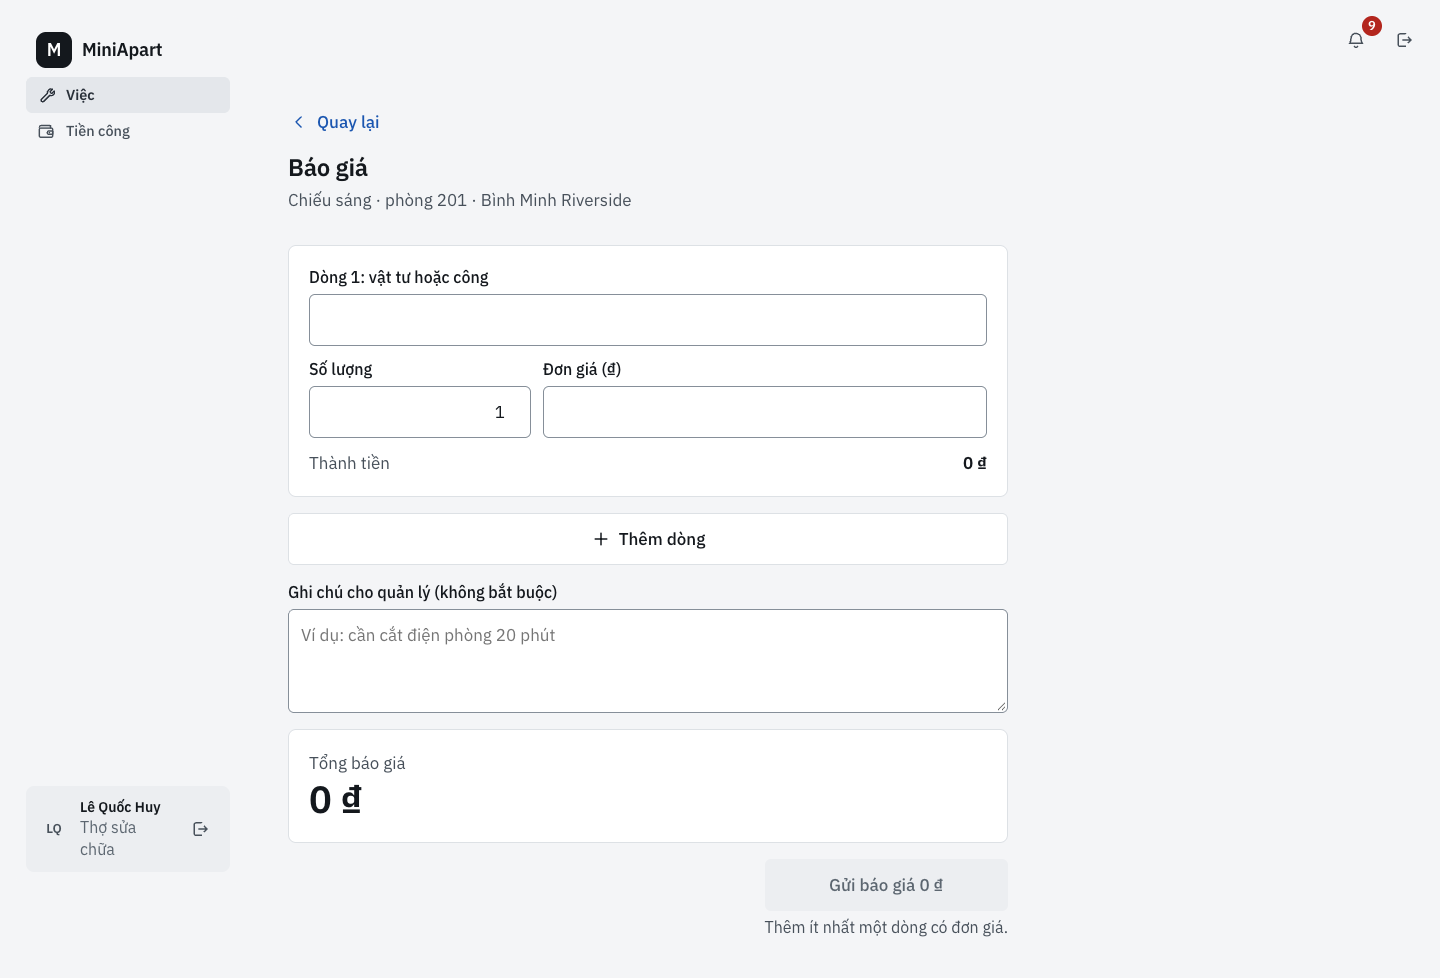 M MiniApart
9
Việc
Tiền công
Quay lại
Báo giá
Chiếu sáng · phòng 201 · Bình Minh Riverside
Dòng 1: vật tư hoặc công
Số lượng
Đơn giá (₫)
1
Thành tiền
0 ₫
Thêm dòng
Ghi chú cho quản lý (không bắt buộc)
Ví dụ: cần cắt điện phòng 20 phút
Tổng báo giá
0 ₫
LQ
Lê Quốc Huy
Thợ sửa
chữa
Gửi báo giá 0 ₫
Thêm ít nhất một dòng có đơn giá.